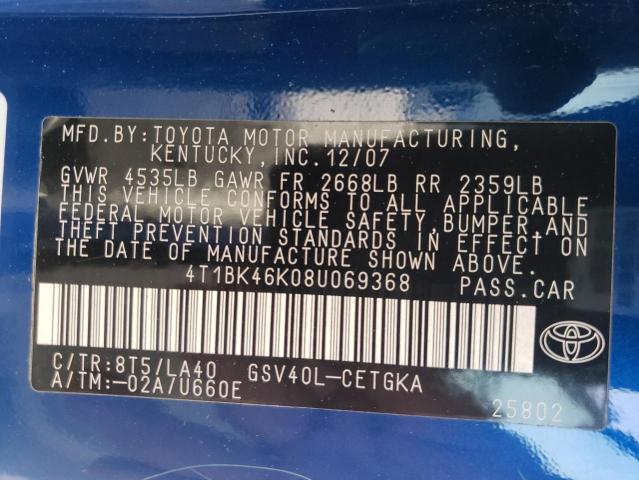 MFD.BY:TOYOTA MOTOR MANUFACTURING,
KENTUCKY, INC.12/07
GVWR 4535LB GAWR FR 2668LB RR 2359LB
THIS VEHICLE CONFORMS TO ALL APPLICABLE
FEDERAL MOTOR VEHICLE SAFETY,BUMPER,AND
THEFT PREVENTION STANDARDS IN EFFECT ON
THE DATE OF MANUFACTURE SHOWN ABOVE.
4T1BK46K08U069368 PASS.CAR
C/TR:8T5/LA40 GSV40L-CETGKA
A/TM:-02A/U660E
25802